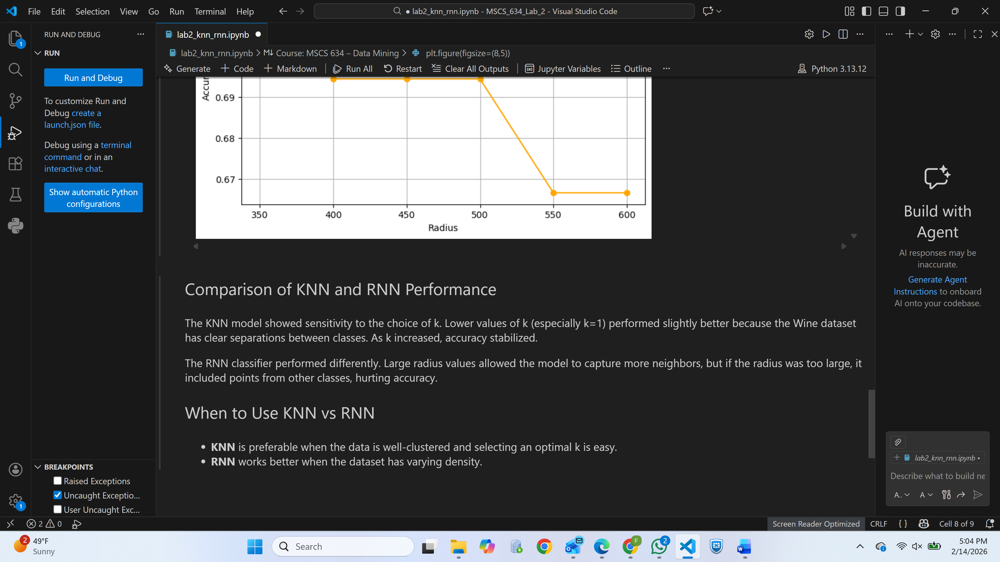 File Edit Selection View Go Run Terminal Help
● lab2_knn_rnn.ipynb - MSCS_634_Lab_2 - Visual Studio Code
RUN AND DEBUG
RUN
Run and Debug
To customize Run and
Debug create a
launch.json file.
Debug using a terminal
command or in an
interactive chat.
Show automatic Python
configurations
BREAKPOINTS
Raised Exceptions
Uncaught Exceptio...
User Uncaught Exc...
1
1
lab2_knn_rnn.ipynb
lab2_knn_rnn.ipynb > M↓ Course: MSCS 634 – Data Mining > plt.figure(figsize=(8,5))
Generate + Code + Markdown Run All Restart Clear All Outputs Jupyter Variables Outline ... Python 3.13.12
0.69
0.68
0.67
350 400 450 500 550 600
Radius
Comparison of KNN and RNN Performance
The KNN model showed sensitivity to the choice of k. Lower values of k (especially k=1) performed slightly better because the Wine dataset
has clear separations between classes. As k increased, accuracy stabilized.
The RNN classifier performed differently. Large radius values allowed the model to capture more neighbors, but if the radius was too large, it
included points from other classes, hurting accuracy.
When to Use KNN vs RNN
• KNN is preferable when the data is well-clustered and selecting an optimal k is easy.
• RNN works better when the dataset has varying density.
Build with
Agent
AI responses may be
inaccurate.
Generate Agent
Instructions to onboard
AI onto your codebase.
lab2_knn_rnn.ipynb •
Describe what to build ne
A.. A
2 0
Screen Reader Optimized CRLF { } Cell 8 of 9
2
49°F
Sunny
Search
F
2
5:04 PM
2/14/2026